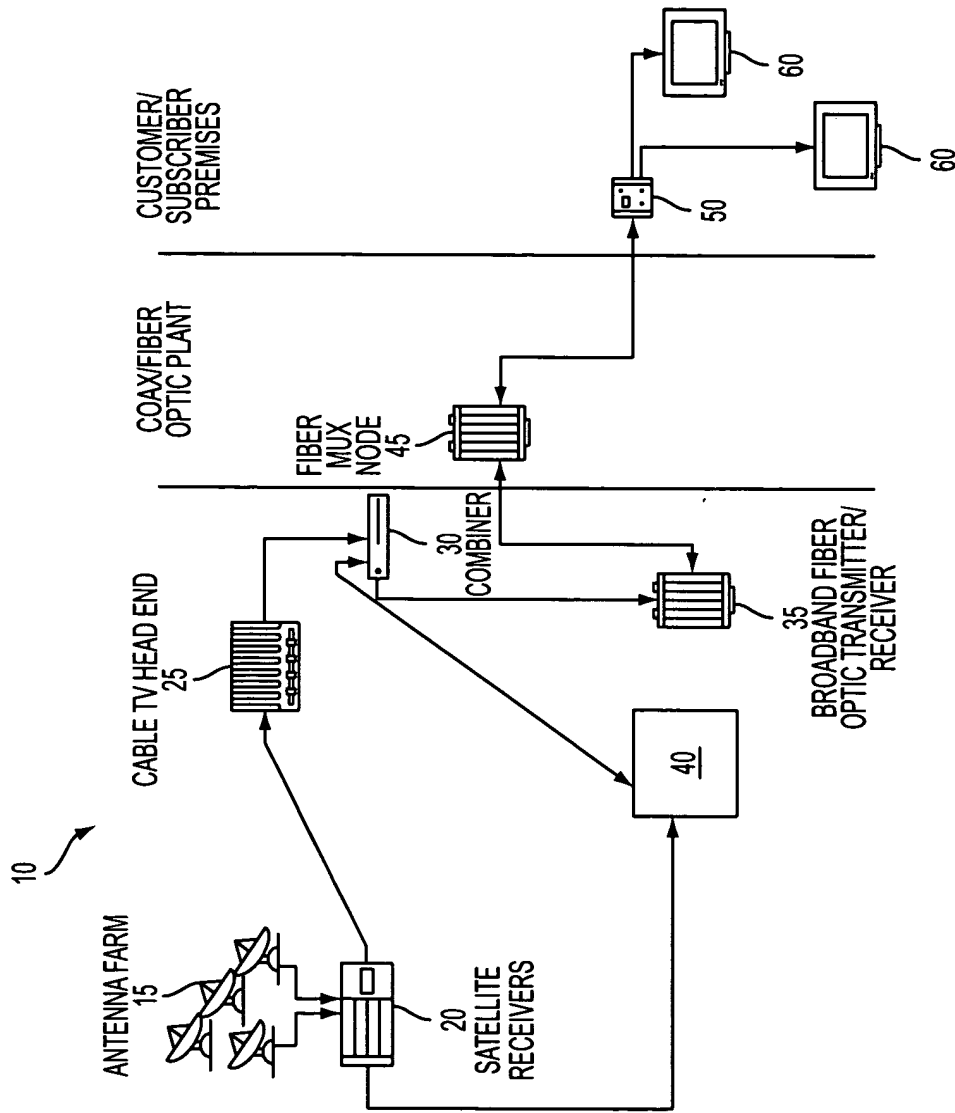 10
ANTENNA FARM
15
20
SATELLITE
RECEIVERS
CABLE TV HEAD END
25
30
COMBINER
40
35
BROADBAND FIBER
OPTIC TRANSMITTER/
RECEIVER
COAX/FIBER
OPTIC PLANT
FIBER
MUX
NODE
45
CUSTOMER/
SUBSCRIBER
PREMISES
50
60
60